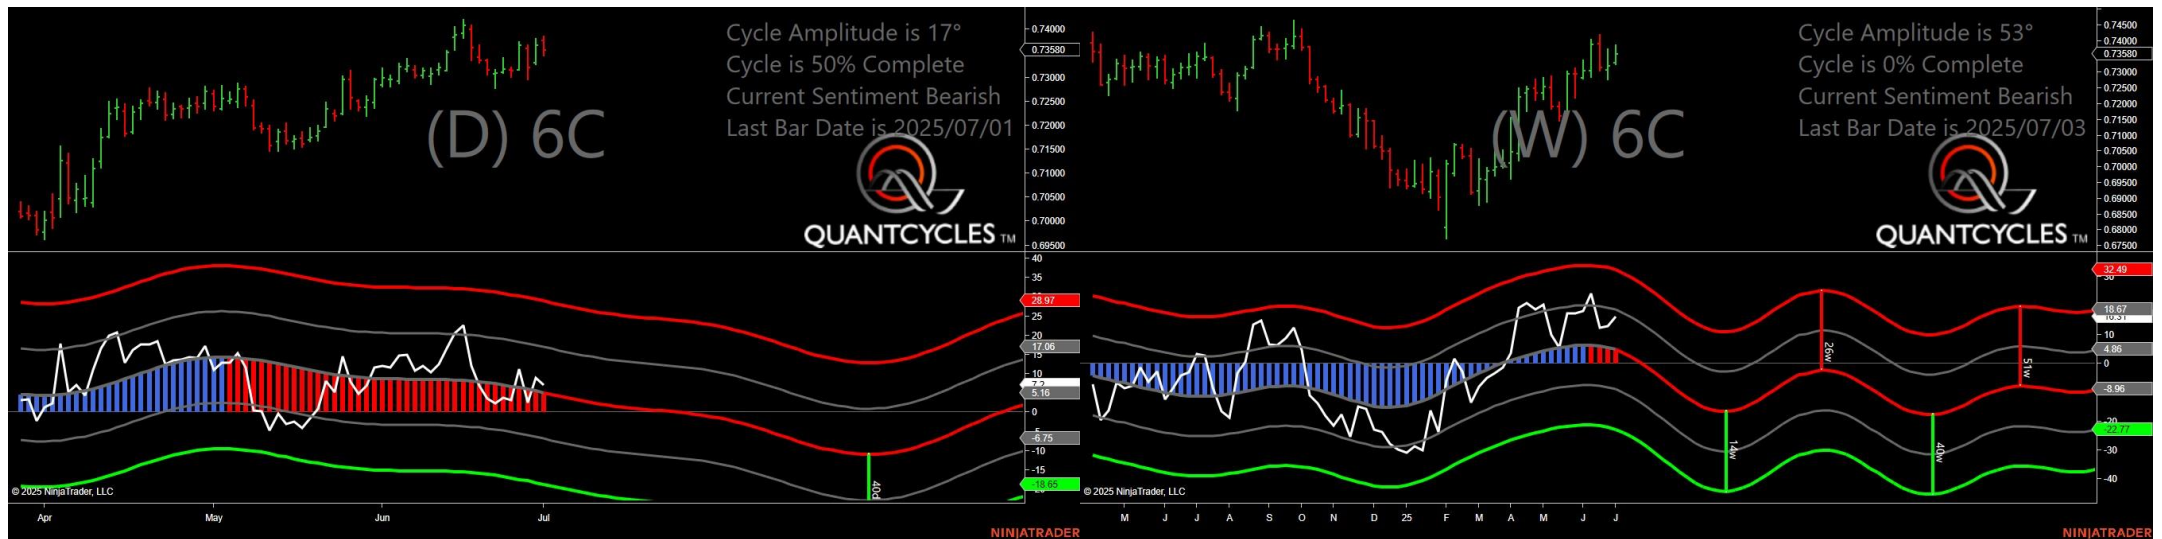 Cycle Amplitude is 17°
Cycle is 50% Complete
Current Sentiment Bearish
Last Bar Date is 2025/07/01
(D) 6C
QUANTCYCLES TM
0.74000
0.73580
0.73000
0.72500
0.72000
0.71500
0.71000
0.70500
0.70000
0.69500
40
35
28.97
25
20
17.06
15
10
7.2
5.16
0
-5
-6.75
-10
-15
-18.65
40d
© 2025 NinjaTrader, LLC
Apr
May
Jun
Jul
NINJATRADER
Cycle Amplitude is 53°
Cycle is 0% Complete
Current Sentiment Bearish
Last Bar Date is 2025/07/03
(W) 6C
QUANTCYCLES TM
0.74500
0.74000
0.73580
0.73000
0.72500
0.72000
0.71500
0.71000
0.70500
0.70000
0.69500
0.69000
0.68500
0.68000
0.67500
32.49
30
18.67
10
4.86
0
-8.96
-20
-22.77
-30
-40
14w
26w
40w
51w
© 2025 NinjaTrader, LLC
M
J
J
A
S
O
N
D
25
F
M
A
M
J
J
NINJATRADER